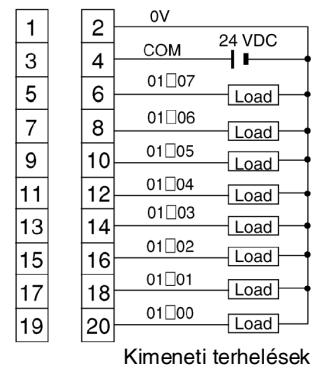 1 2 0V
3 4 COM 24 VDC
5 6 01□07 Load
7 8 01□06 Load
9 10 01□05 Load
11 12 01□04 Load
13 14 01□03 Load
15 16 01□02 Load
17 18 01□01 Load
19 20 01□00 Load
Kimeneti terhelések